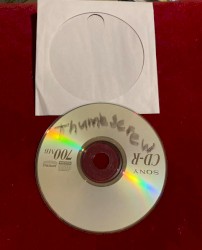 Thumbscrew
SONY
CD-R
700 MB